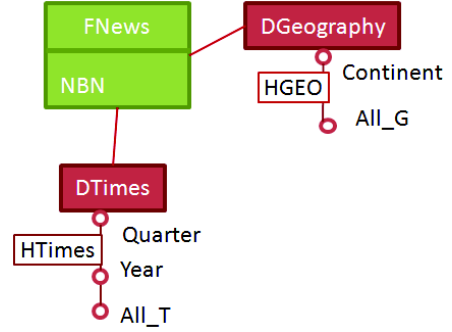 FNews
NBN
DGeography
Continent
HGEO
All_G
DTimes
Quarter
HTimes
Year
All_T